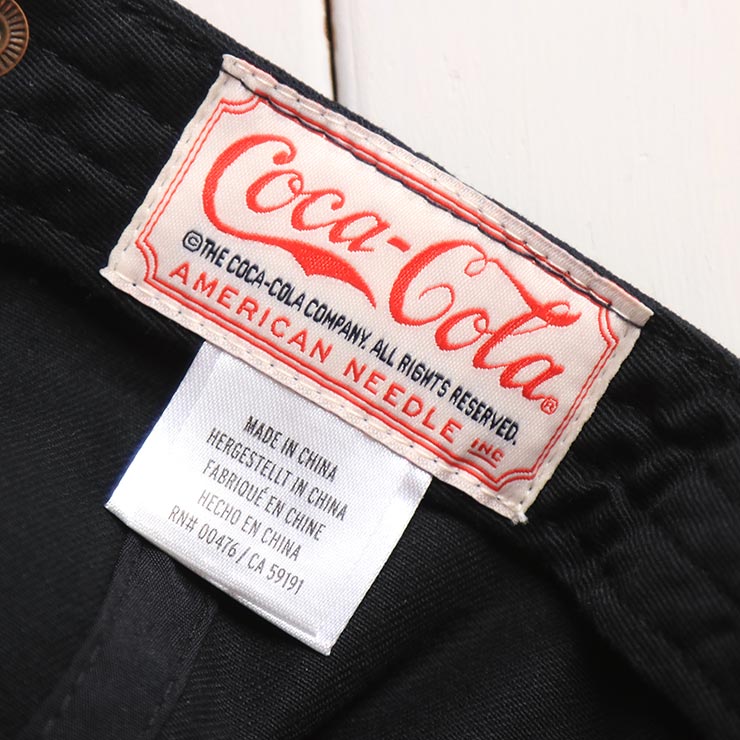 Coca-Cola®
©THE COCA-COLA COMPANY. ALL RIGHTS RESERVED.
AMERICAN NEEDLE INC
MADE IN CHINA
HERGESTELLT IN CHINA
FABRIQUÉ EN CHINE
HECHO EN CHINA
RN# 00476 / CA 59191